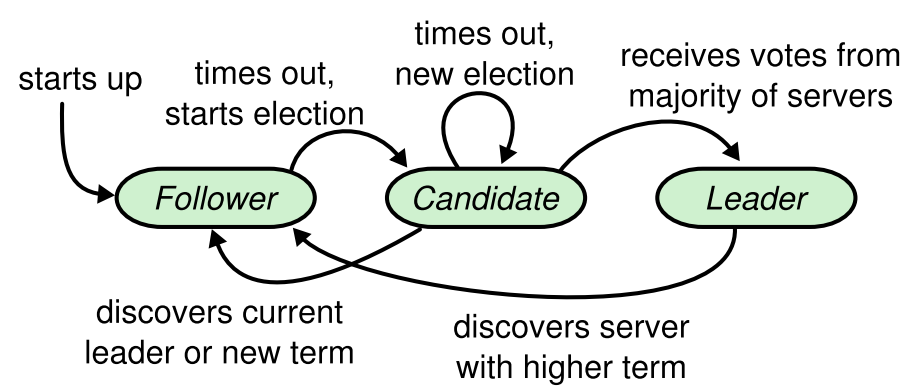 starts up
times out,
starts election
times out,
new election
receives votes from
majority of servers
Follower
Candidate
Leader
discovers current
leader or new term
discovers server
with higher term